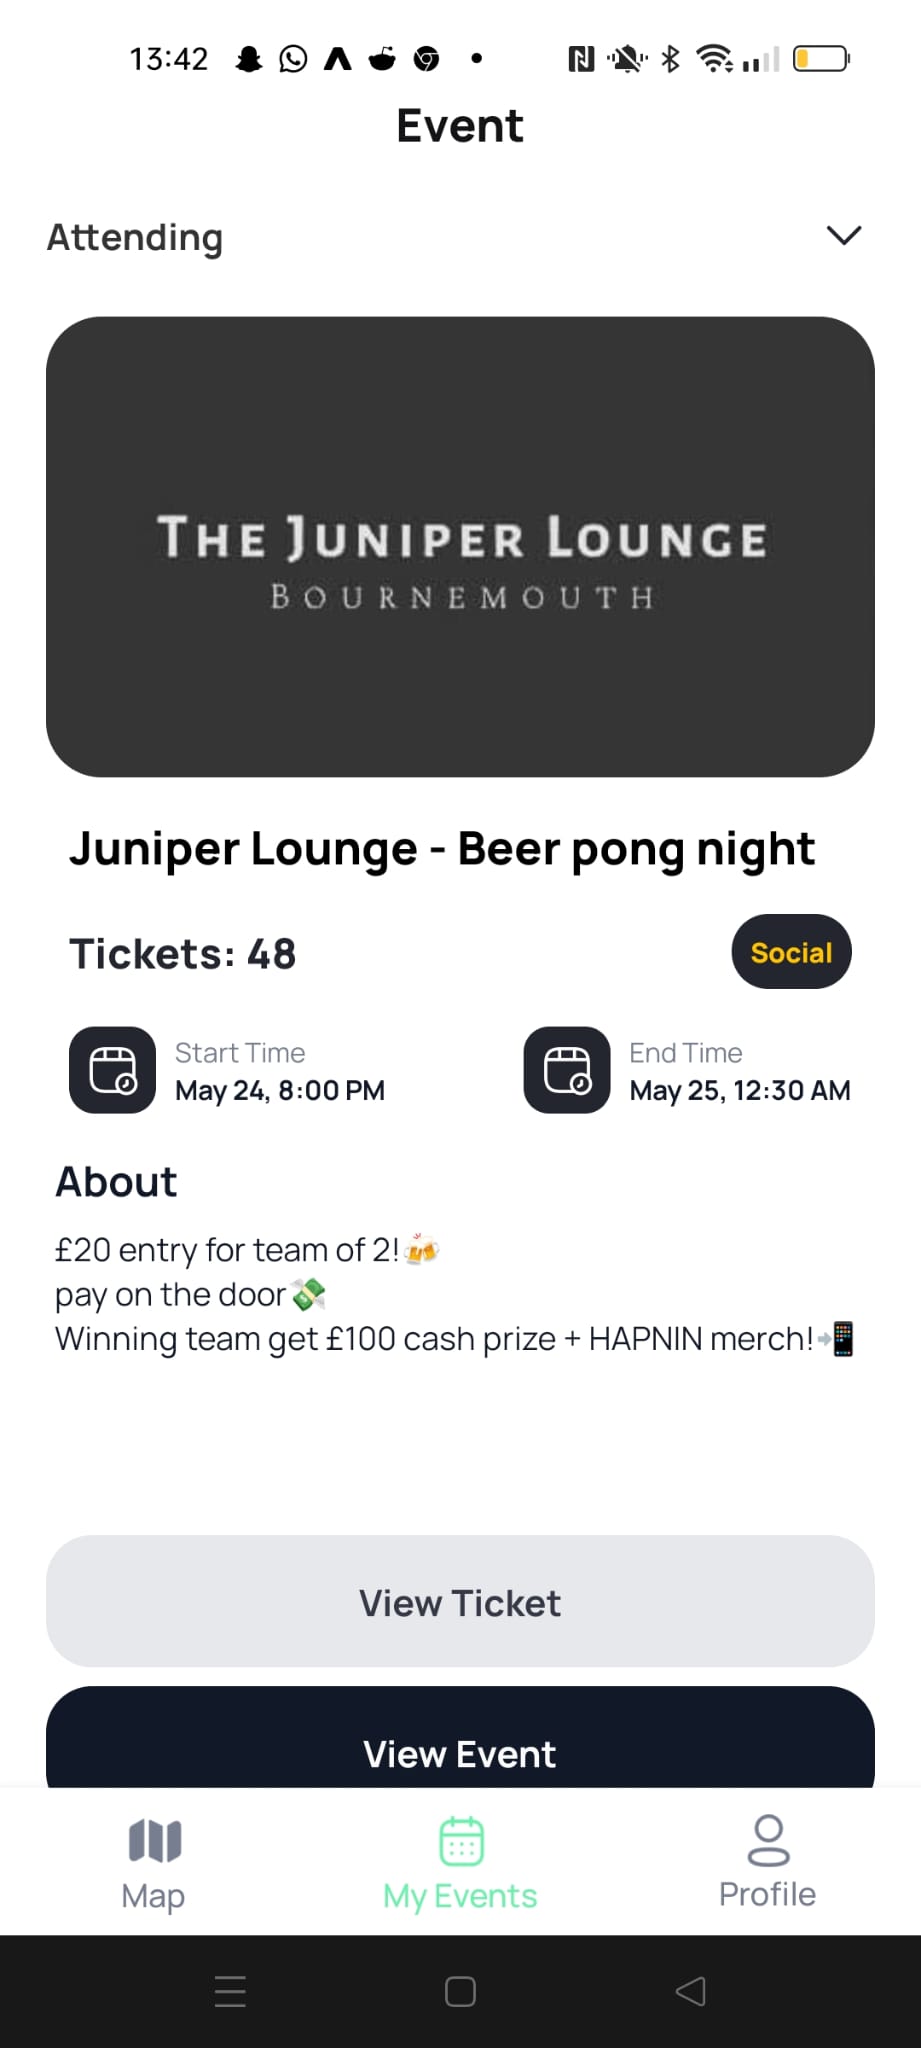 13:42
Event
Attending
THE JUNIPER LOUNGE
BOURNEMOUTH
Juniper Lounge - Beer pong night
Tickets: 48
Social
Start Time
May 24, 8:00 PM
End Time
May 25, 12:30 AM
About
£20 entry for team of 2!🍻
pay on the door💸
Winning team get £100 cash prize + HAPNIN merch!📲
View Ticket
View Event
Map
My Events
Profile